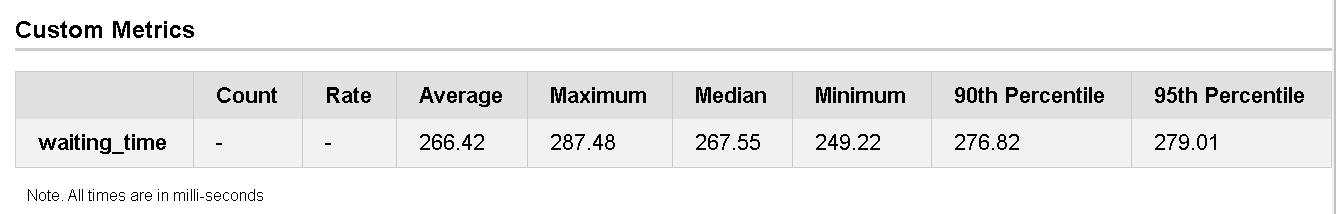 Custom Metrics
Count Rate Average Maximum Median Minimum 90th Percentile 95th Percentile
waiting_time - - 266.42 287.48 267.55 249.22 276.82 279.01
Note. All times are in milli-seconds